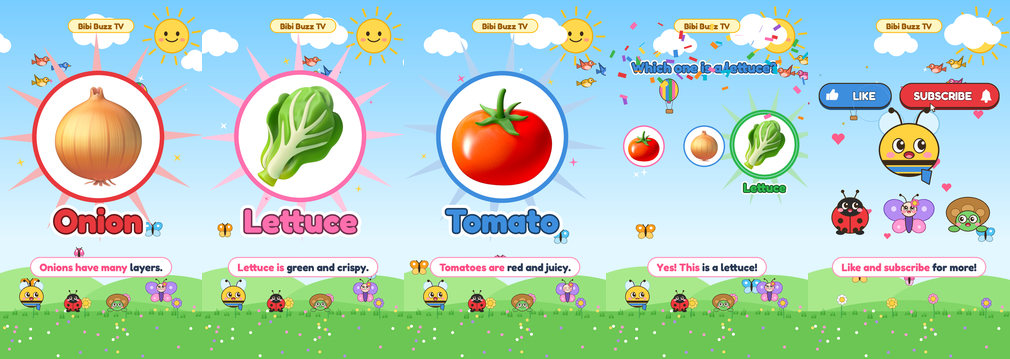 Bibi Buzz TV
Onion
Onions have many layers.
Bibi Buzz TV
Lettuce
Lettuce is green and crispy.
Bibi Buzz TV
Tomato
Tomatoes are red and juicy.
Bibi Buzz TV
Which one is a lettuce?
Lettuce
Yes! This is a lettuce!
Bibi Buzz TV
LIKE
SUBSCRIBE
Like and subscribe for more!